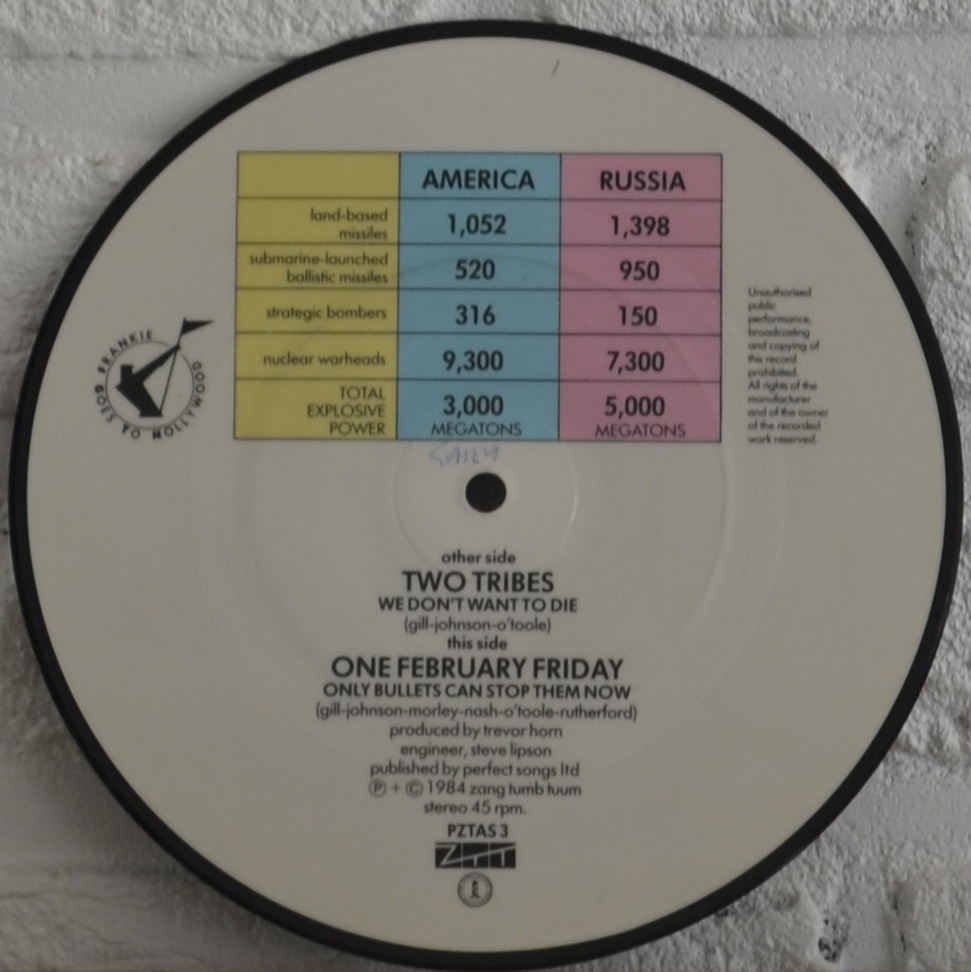 AMERICA RUSSIA
land-based
missiles 1,052 1,398
submarine-launched
ballistic missiles 520 950
strategic bombers 316 150
nuclear warheads 9,300 7,300
TOTAL
EXPLOSIVE
POWER 3,000 MEGATONS 5,000 MEGATONS
FRANKIE GOES TO HOLLYWOOD
Unauthorised
public
performance,
broadcasting
and copying of
this record
prohibited.
All rights of the
manufacturer
and of the owner
of the recorded
work reserved.
other side
TWO TRIBES
WE DON'T WANT TO DIE
(gill-johnson-o'toole)
this side
ONE FEBRUARY FRIDAY
ONLY BULLETS CAN STOP THEM NOW
(gill-johnson-morley-nash-o'toole-rutherford)
produced by trevor horn
engineer, steve lipson
published by perfect songs ltd
Ⓟ + © 1984 zang tumb tuum
stereo 45 rpm.
PZTAS 3
ZTT